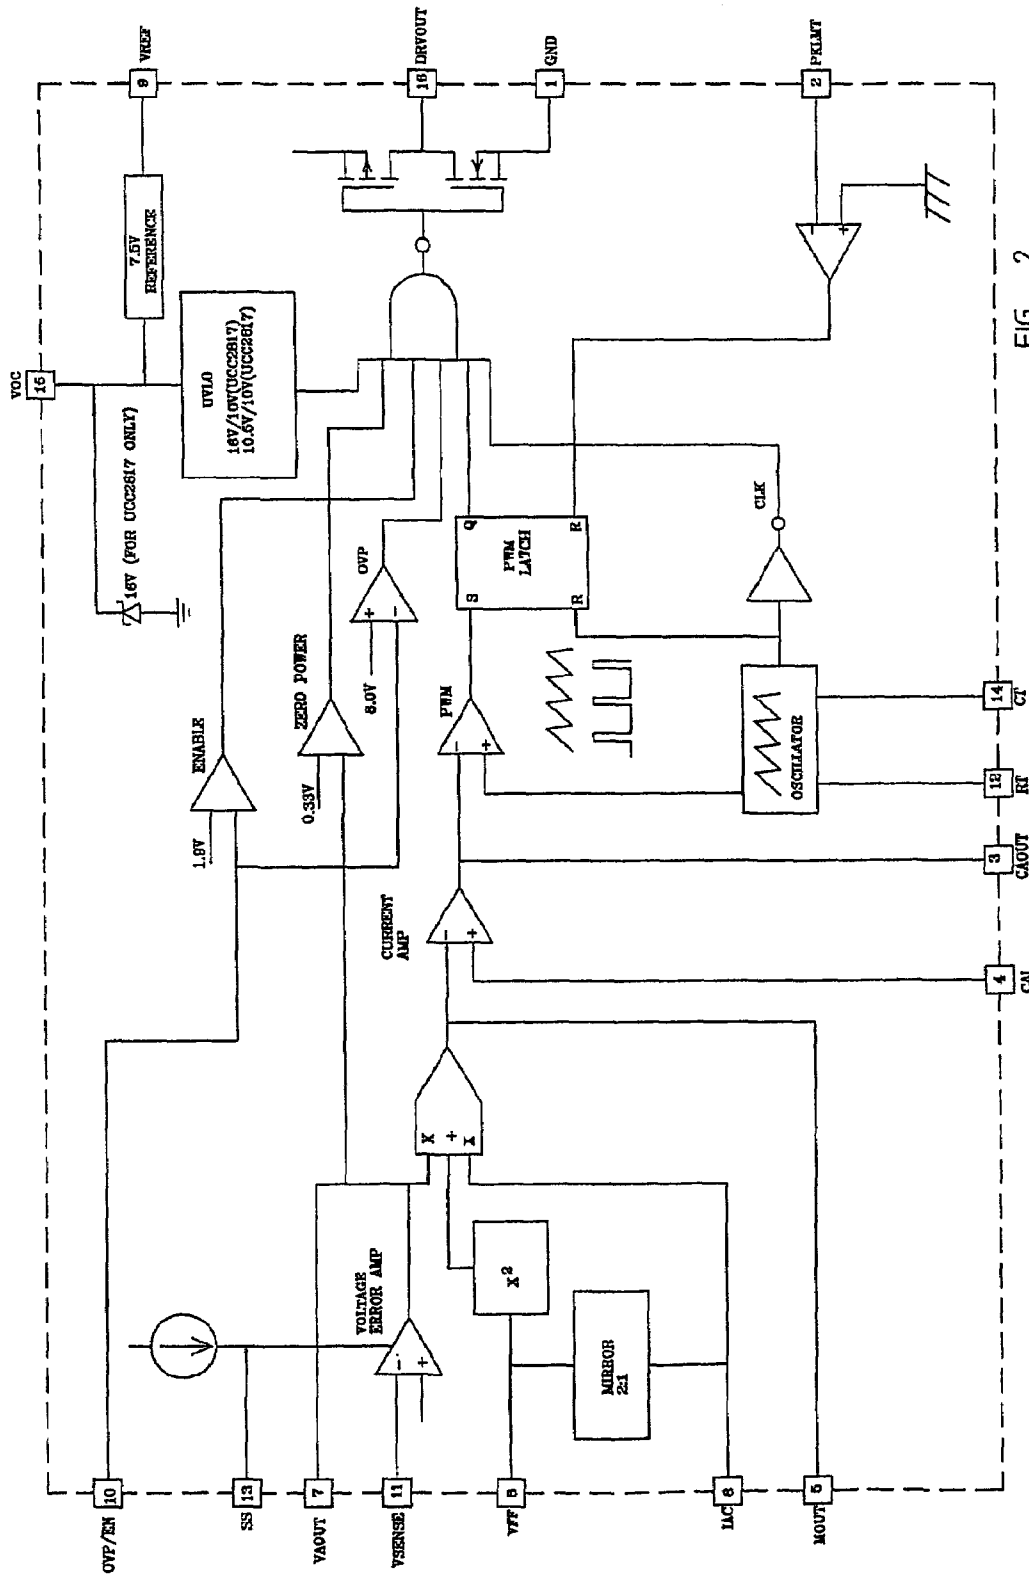 VOC
15
9
VREF
7.5V
REFERENCE
16V (FOR UCC2817 ONLY)
UVLO
16V/10V(UCC2817)
10.5V/10V(UCC2817)
16
DRVOUT
1
GND
2
PKLMT
-
+
ENABLE
1.9V
ZERO POWER
0.33V
OVP
+
-
8.0V
PWM
-
+
S
Q
PWM
LATCH
R
R
CLK
OSCILLATOR
CURRENT
AMP
-
+
X
+
X
VOLTAGE
ERROR AMP
-
+
X²
MIRROR
2:1
OVP/EN
10
SS
13
VAOUT
7
VSENSE
11
VFF
8
IAC
6
MOUT
5
4
CAI
3
CAOUT
12
RT
14
CT
FIG. 2